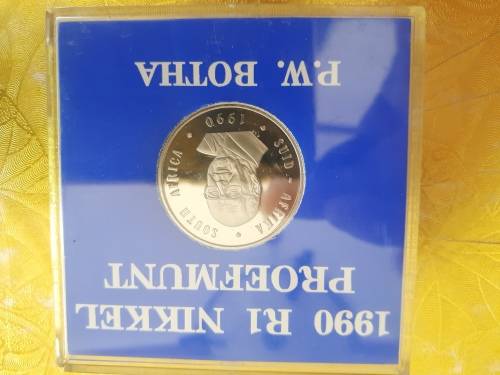 1990 R1 NIKKEL
PROEFMUNT
SUID - AFRIKA • SOUTH AFRICA
1990
P.W. BOTHA